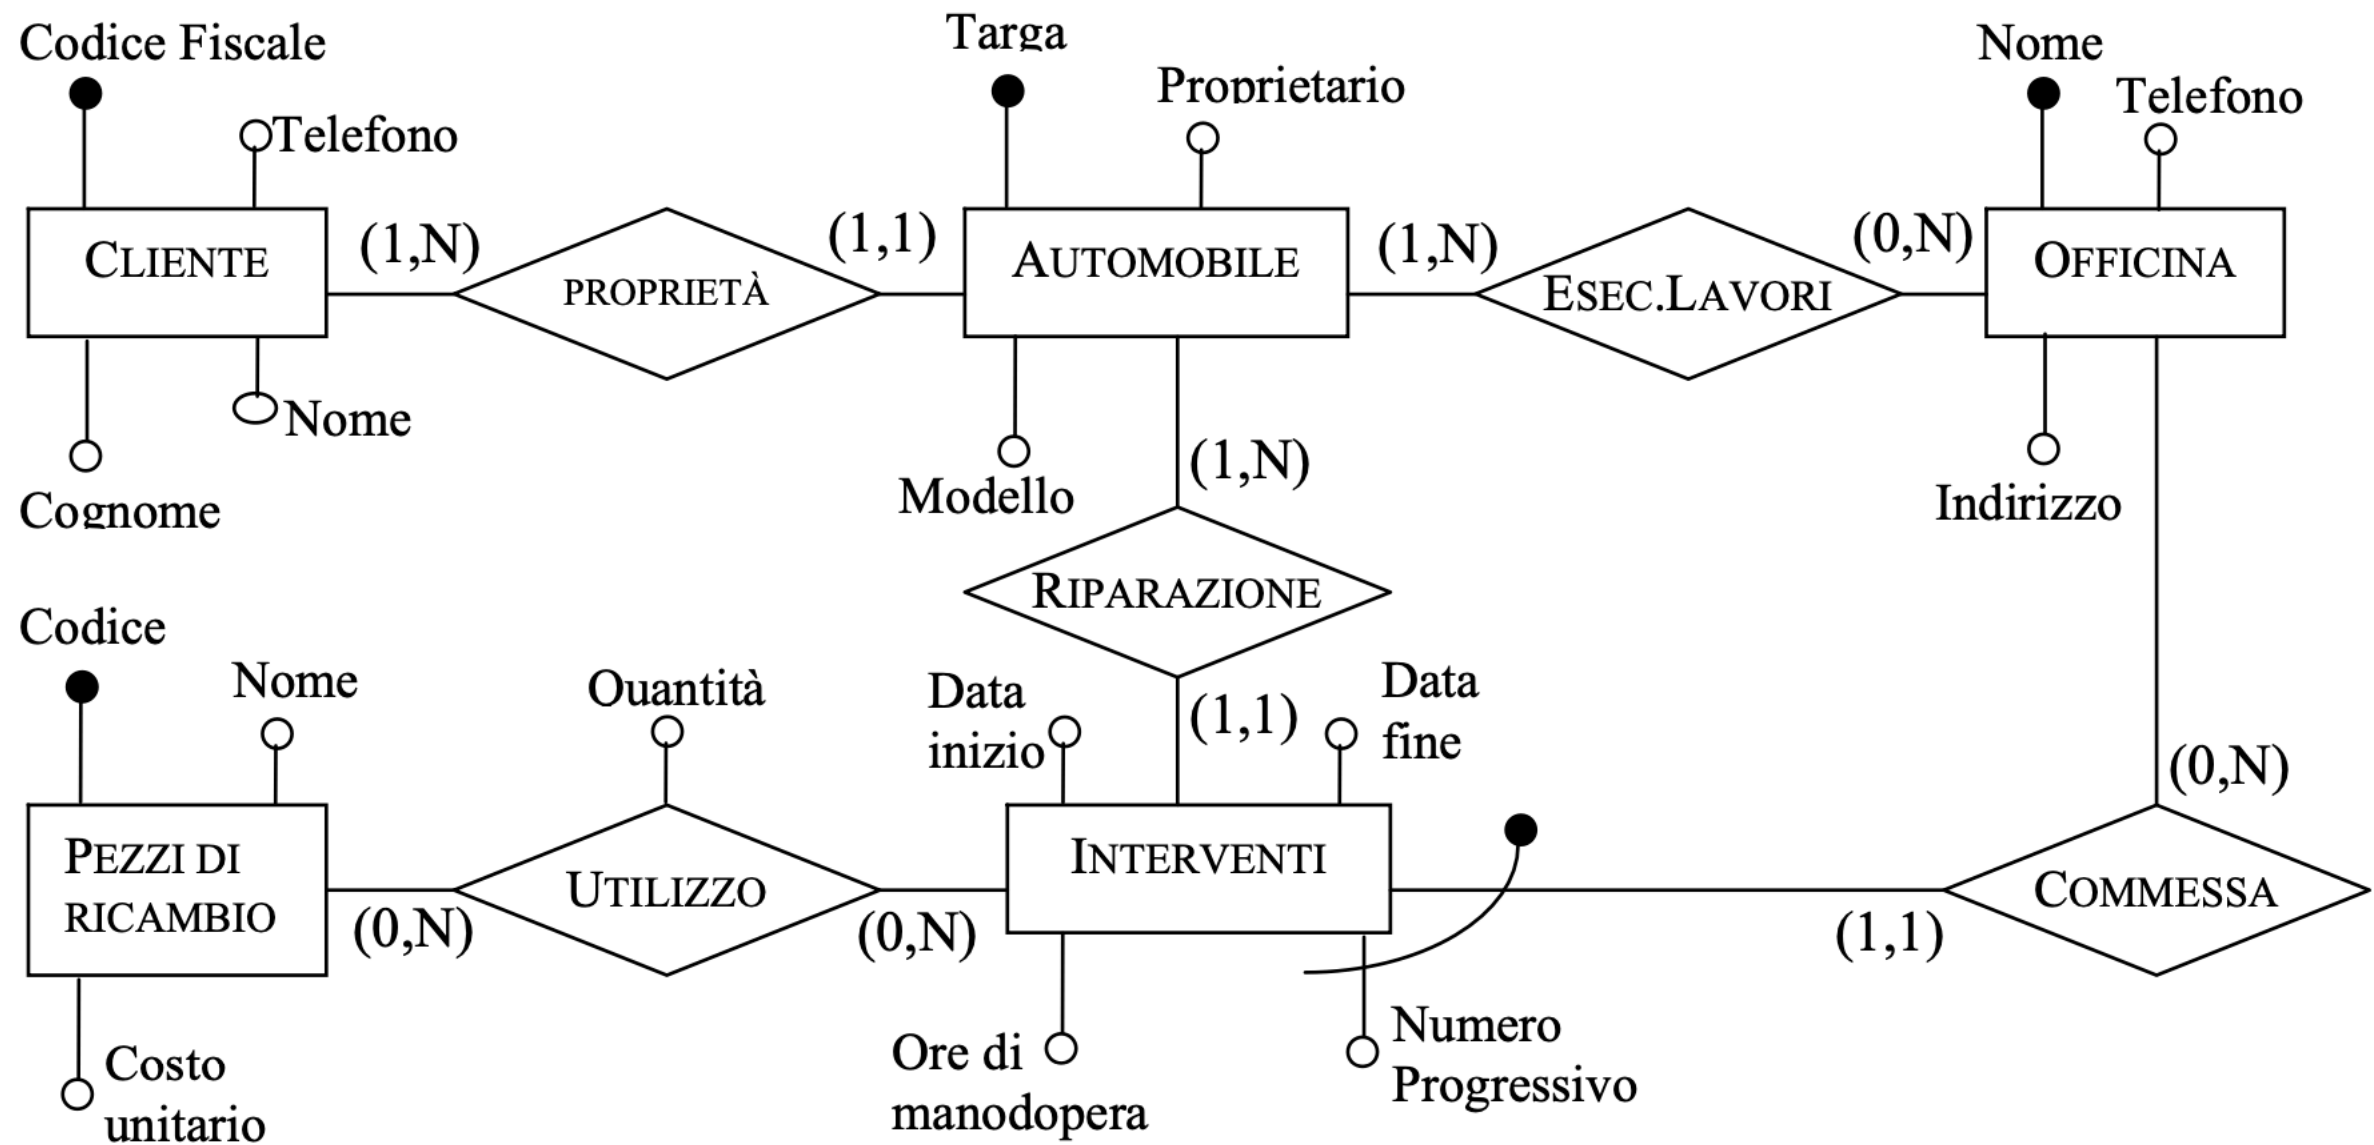 Codice Fiscale
Telefono
CLIENTE
Cognome
Nome
(1,N)
PROPRIETÀ
(1,1)
Targa
Proprietario
AUTOMOBILE
Modello
(1,N)
ESEC.LAVORI
(0,N)
Nome
Telefono
OFFICINA
Indirizzo
(1,N)
RIPARAZIONE
(1,1)
Codice
Nome
PEZZI DI
RICAMBIO
Costo
unitario
(0,N)
Quantità
UTILIZZO
(0,N)
Data
inizio
Data
fine
INTERVENTI
Ore di
manodopera
Numero
Progressivo
(1,1)
COMMESSA
(0,N)